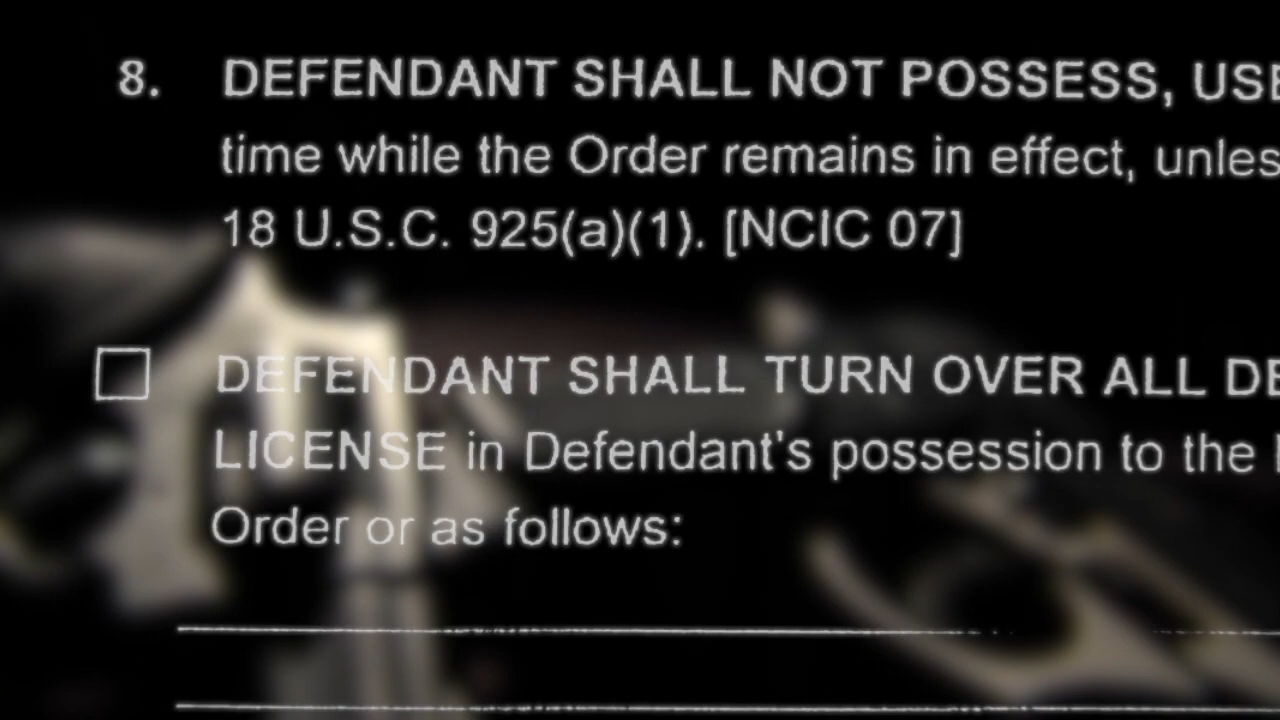 8. DEFENDANT SHALL NOT POSSESS, USE
time while the Order remains in effect, unles
18 U.S.C. 925(a)(1). [NCIC 07]
DEFENDANT SHALL TURN OVER ALL DE
LICENSE in Defendant's possession to the
Order or as follows: